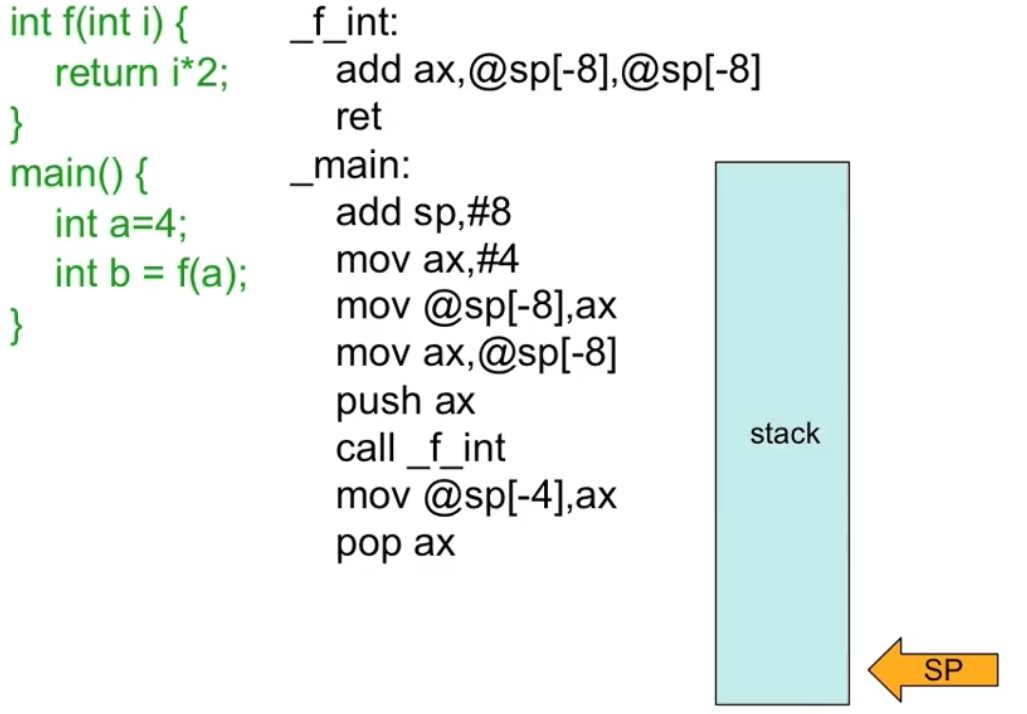 int f(int i) {
return i*2;
}
main() {
int a=4;
int b = f(a);
}
_f_int:
add ax,@sp[-8],@sp[-8]
ret
_main:
add sp,#8
mov ax,#4
mov @sp[-8],ax
mov ax,@sp[-8]
push ax
call _f_int
mov @sp[-4],ax
pop ax
stack
SP